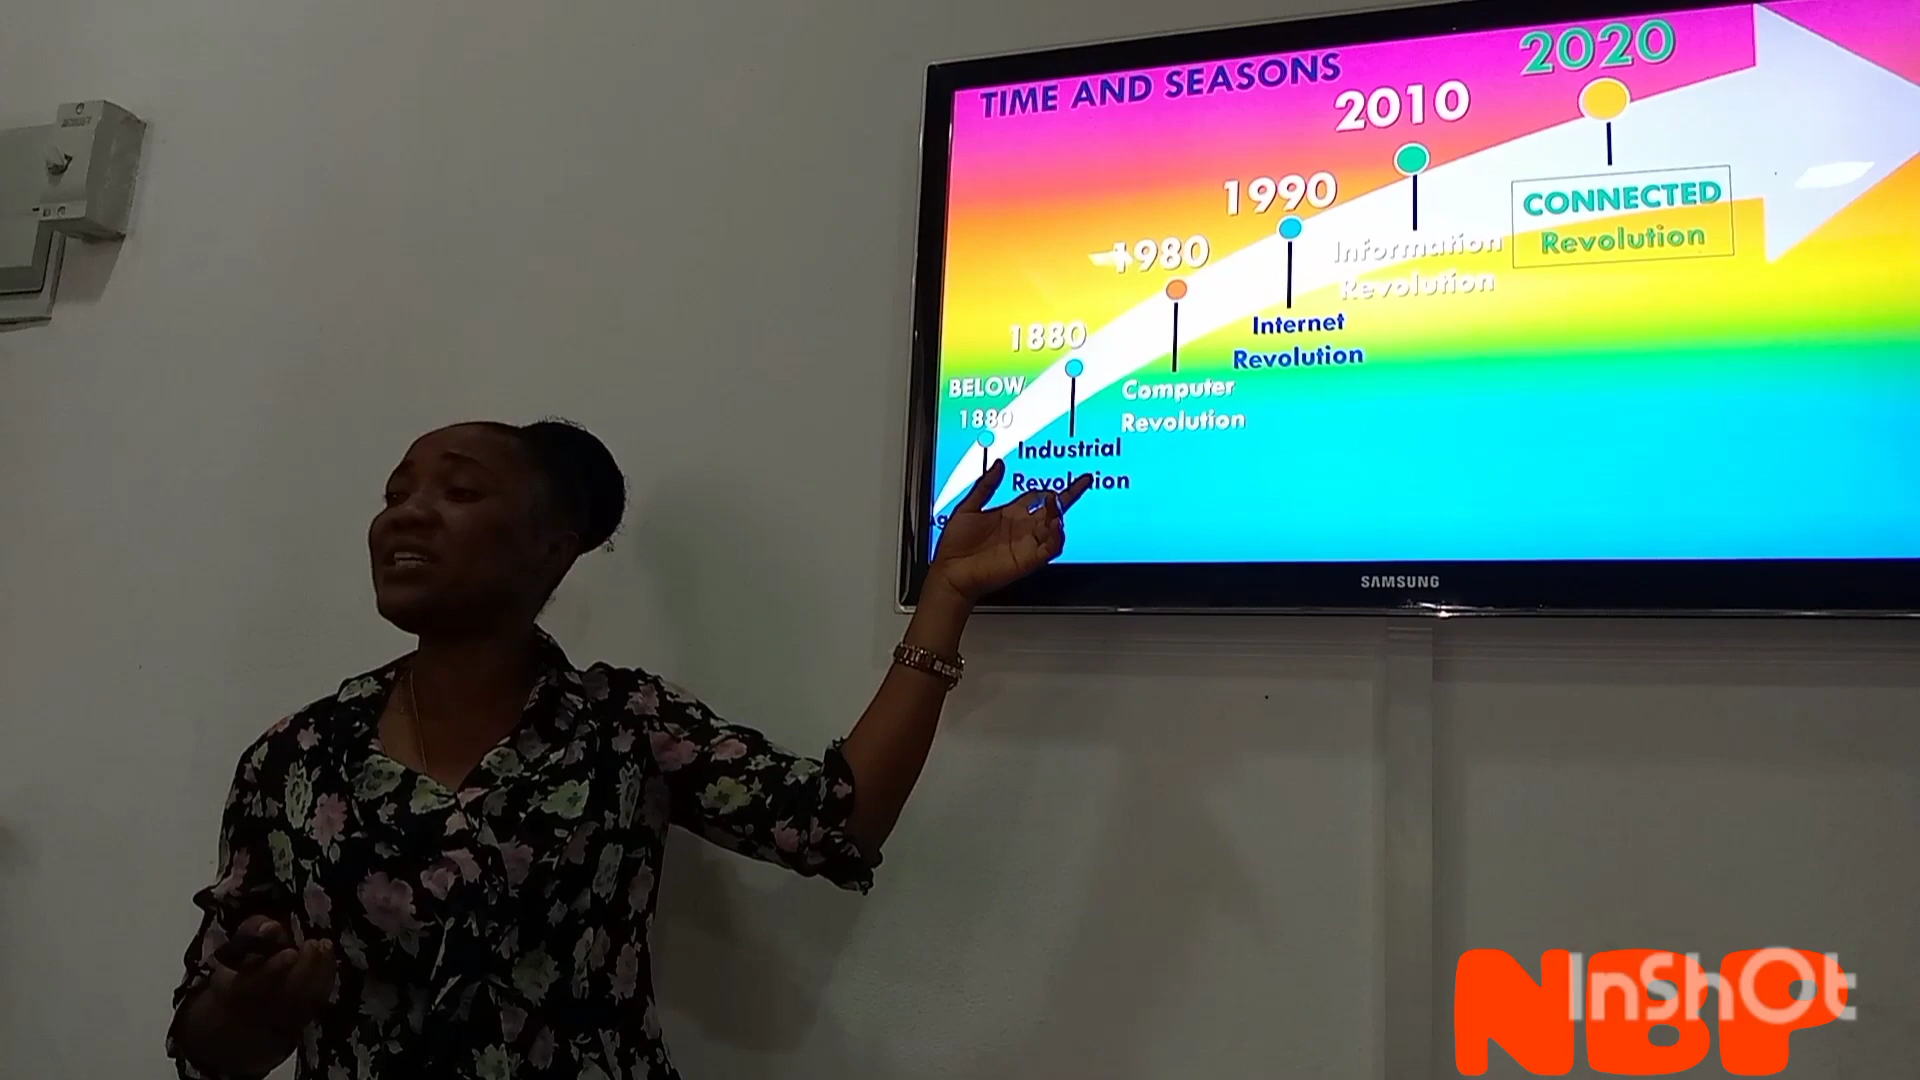 TIME AND SEASONS
2020
2010
1990
1980
1880
BELOW
1880
CONNECTED
Revolution
Information
Revolution
Internet
Revolution
Computer
Revolution
Industrial
Revolution
SAMSUNG
NBP
InShOt